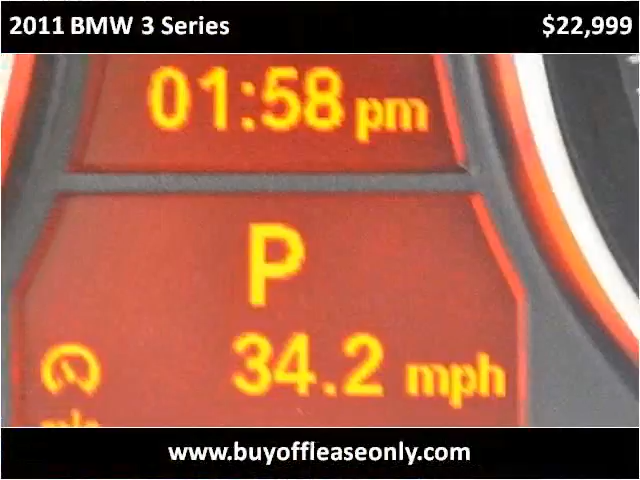 2011 BMW 3 Series $22,999
01:58 pm
P
34.2 mph
www.buyoffleaseonly.com